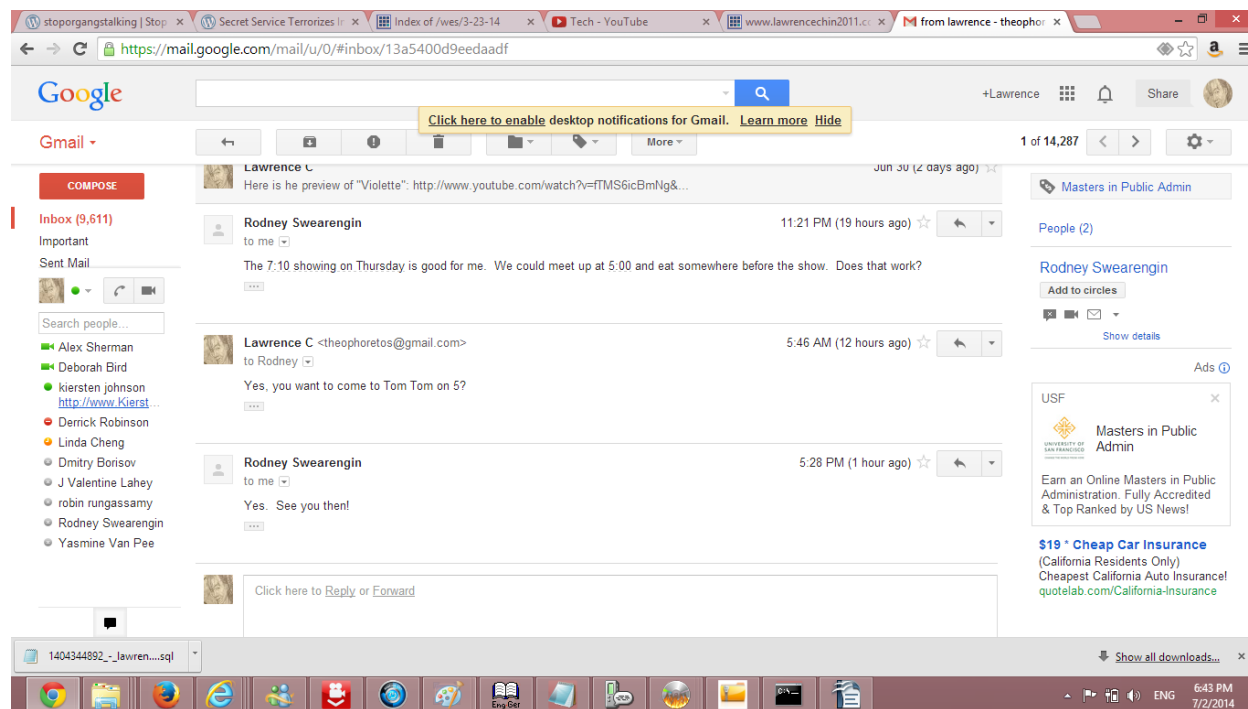 stoporgangstalking | Stop
Secret Service Terrorizes Ir
Index of /wes/3-23-14
Tech - YouTube
www.lawrencechin2011.cc
from lawrence - theophor
https://mail.google.com/mail/u/0/#inbox/13a5400d9eedaadf
Google
+Lawrence
Share
Click here to enable desktop notifications for Gmail. Learn more Hide
Gmail
More
1 of 14,287
COMPOSE
Inbox (9,611)
Important
Sent Mail
Search people...
Alex Sherman
Deborah Bird
kiersten johnson
http://www.Kierst...
Derrick Robinson
Linda Cheng
Dmitry Borisov
J Valentine Lahey
robin rungassamy
Rodney Swearengin
Yasmine Van Pee
Lawrence C
Jun 30 (2 days ago)
Here is he preview of "Violette": http://www.youtube.com/watch?v=fTMS6icBmNg&...
Rodney Swearengin
11:21 PM (19 hours ago)
to me
The 7:10 showing on Thursday is good for me. We could meet up at 5:00 and eat somewhere before the show. Does that work?
Lawrence C <theophoretos@gmail.com>
5:46 AM (12 hours ago)
to Rodney
Yes, you want to come to Tom Tom on 5?
Rodney Swearengin
5:28 PM (1 hour ago)
to me
Yes. See you then!
Click here to Reply or Forward
Masters in Public Admin
People (2)
Rodney Swearengin
Add to circles
Show details
Ads
USF
UNIVERSITY OF
SAN FRANCISCO
Masters in Public
Admin
Earn an Online Masters in Public
Administration. Fully Accredited
& Top Ranked by US News!
$19 * Cheap Car Insurance
(California Residents Only)
Cheapest California Auto Insurance!
quotelab.com/California-Insurance
1404344892_-_lawren....sql
Show all downloads...
Eng Ger
C:\_
ENG
6:43 PM
7/2/2014